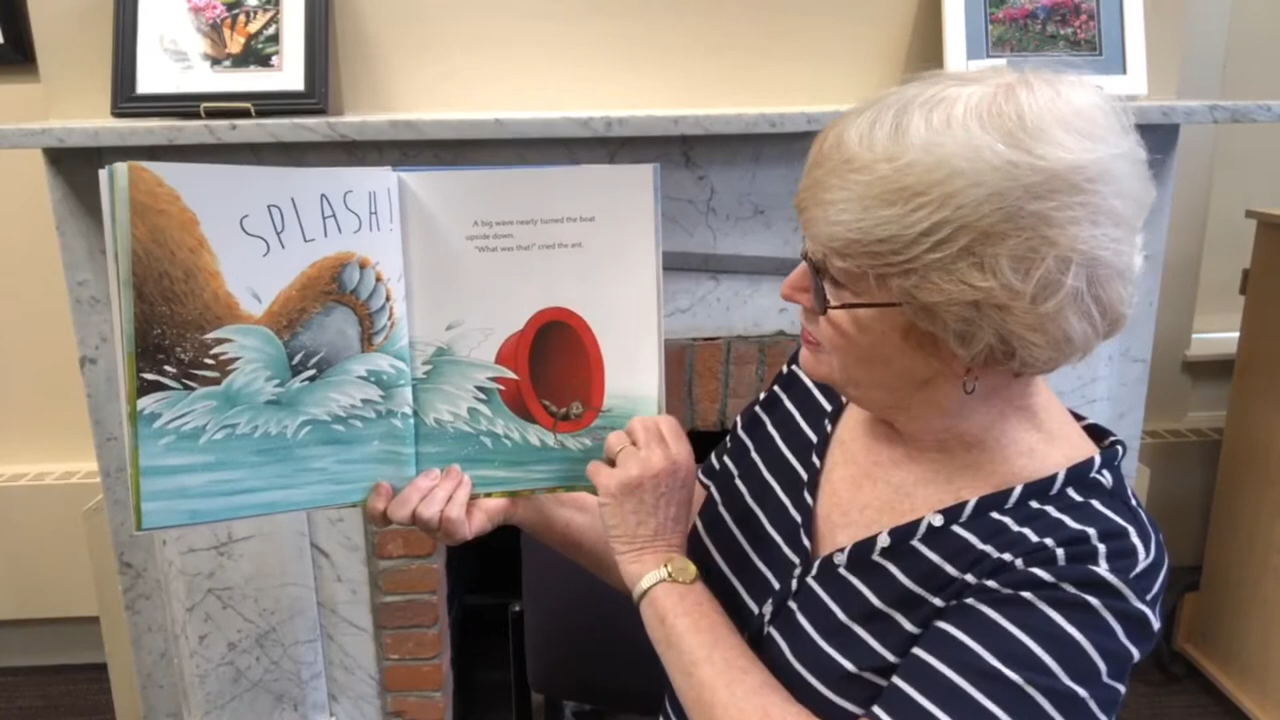 SPLASH!
A big wave nearly turned the boat
upside down.
"What was that?" cried the ant.